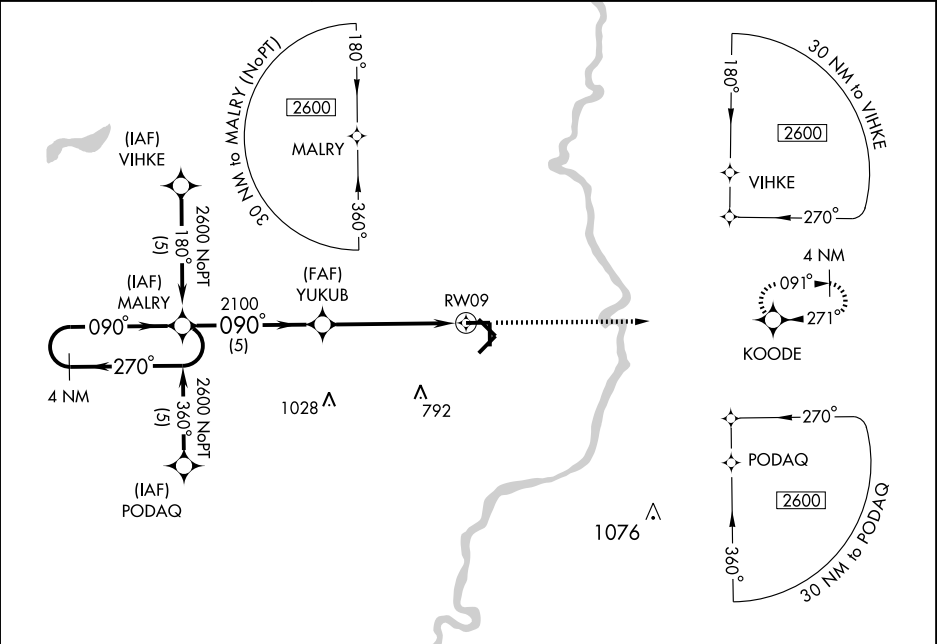 30 NM to MALRY (NoPT)
180°
2600
MALRY
360°
30 NM to VIHKE
180°
2600
VIHKE
270°
(IAF)
VIHKE
2600 NoPT
180°
(5)
(IAF)
MALRY
(FAF)
YUKUB
2100
090°
(5)
RW09
090°
270°
4 NM
4 NM
091°
271°
KOODE
2600 NoPT
360°
(5)
(IAF)
PODAQ
1028
792
1076
270°
PODAQ
2600
360°
30 NM to PODAQ